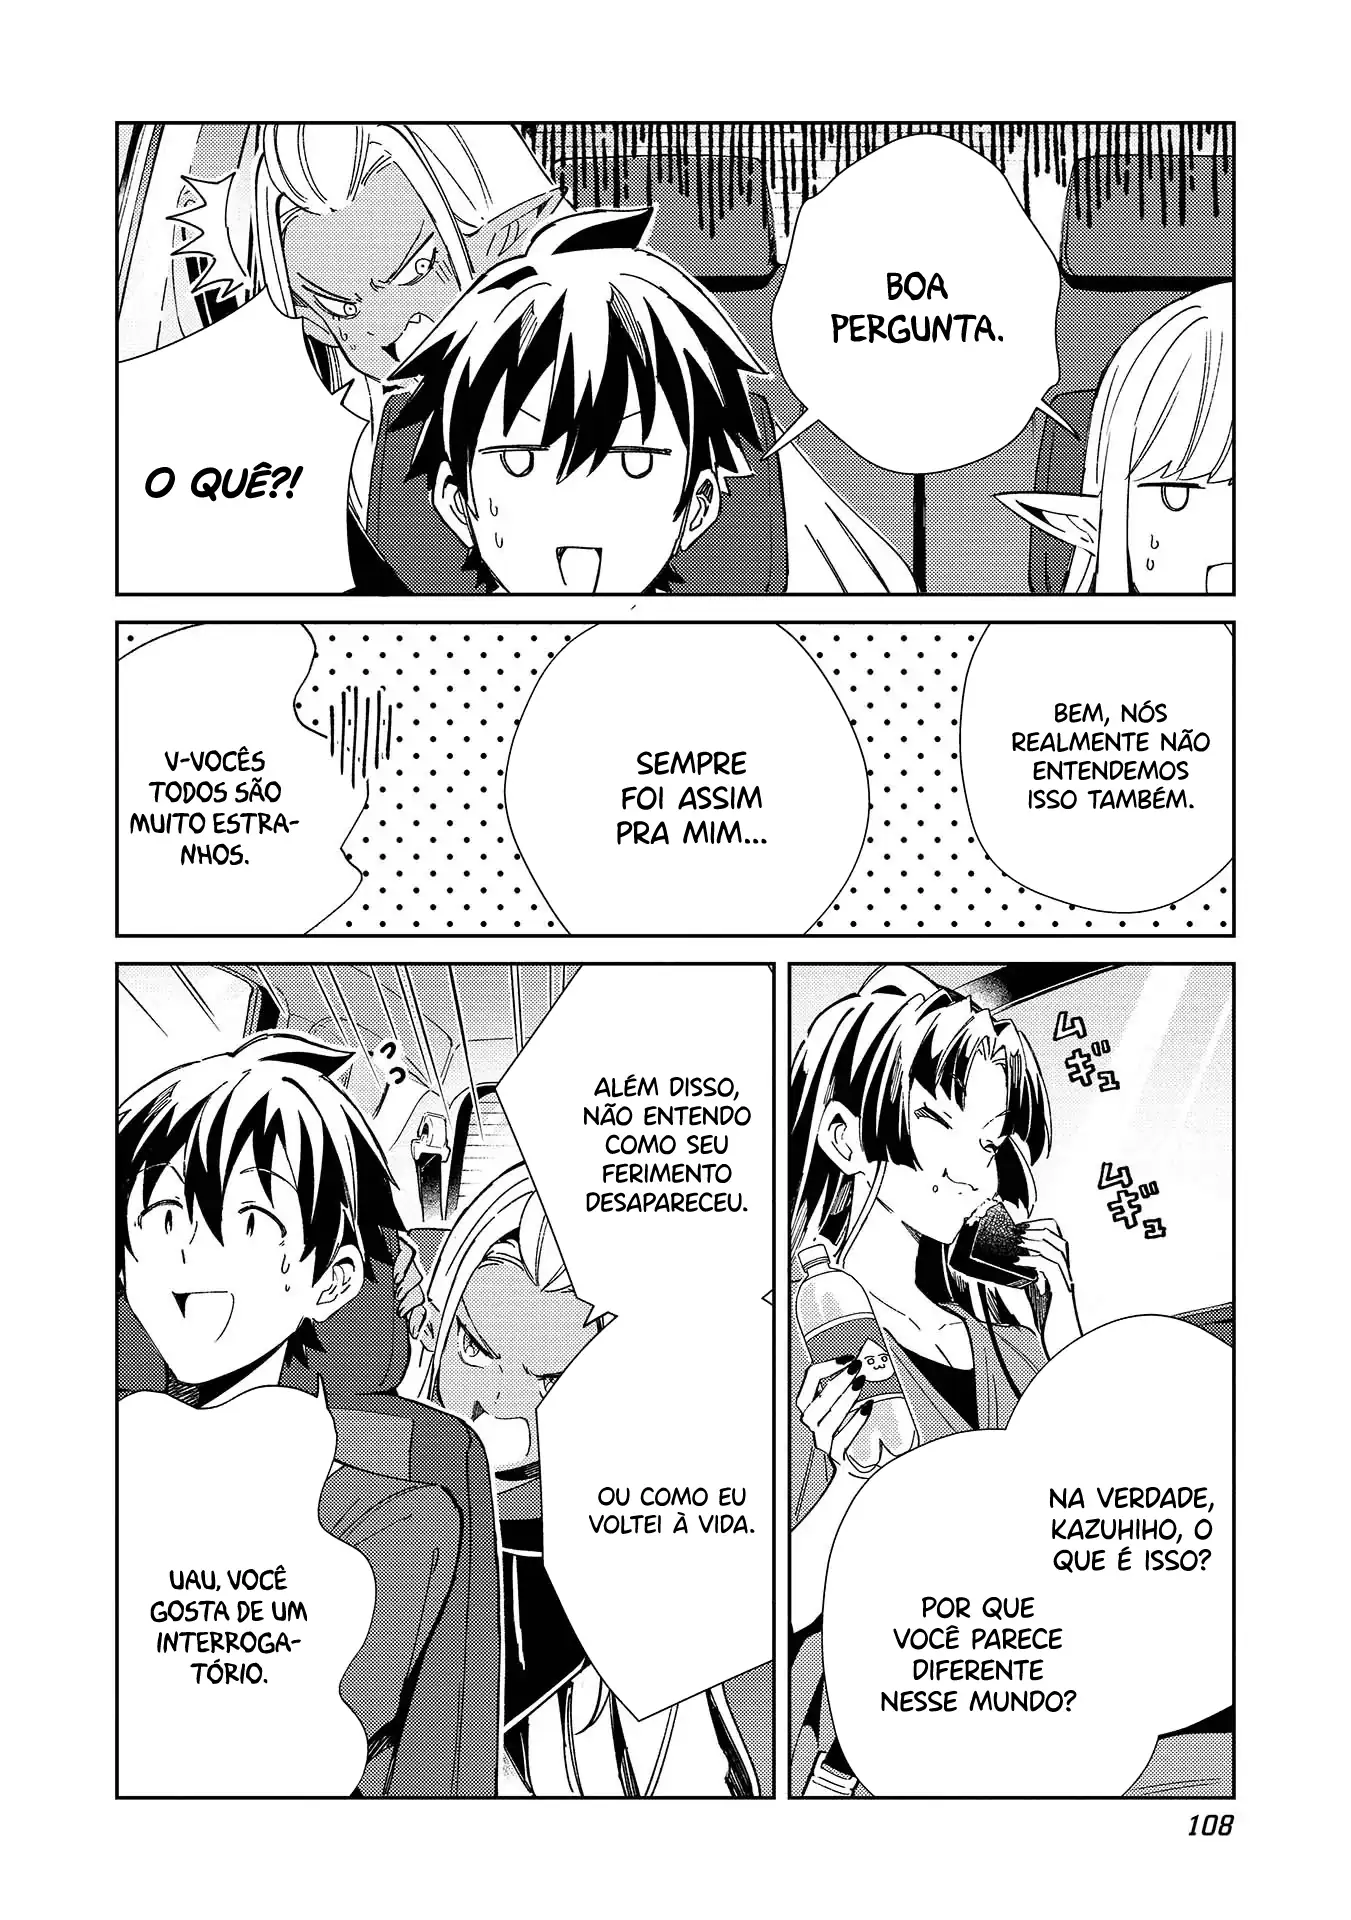 BOA
PERGUNTA.
O QUÊ?!
BEM, NÓS
REALMENTE NÃO
ENTENDEMOS
ISSO TAMBÉM.
SEMPRE
FOI ASSIM
PRA MIM...
V-VOCÊS
TODOS SÃO
MUITO ESTRA-
NHOS.
ムギュ
ムギュ
NA VERDADE,
KAZUHIHO, O
QUE É ISSO?
POR QUE
VOCÊ PARECE
DIFERENTE
NESSE MUNDO?
ALÉM DISSO,
NÃO ENTENDO
COMO SEU
FERIMENTO
DESAPARECEU.
OU COMO EU
VOLTEI À VIDA.
UAU, VOCÊ
GOSTA DE UM
INTERROGA-
TÓRIO.
108